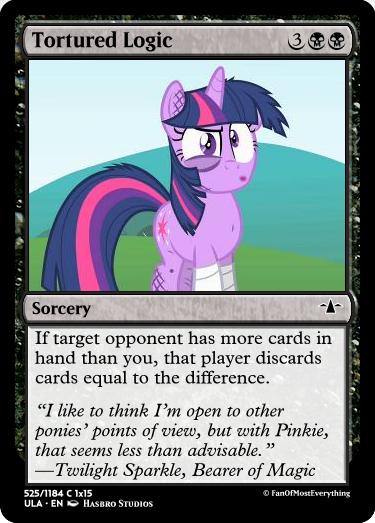 Tortured Logic 3
Sorcery
If target opponent has more cards in
hand than you, that player discards
cards equal to the difference.
“I like to think I’m open to other
ponies’ points of view, but with Pinkie,
that seems less than advisable.”
—Twilight Sparkle, Bearer of Magic
525/1184 C 1x15
ULA • EN Hasbro Studios
© FanOfMostEverything